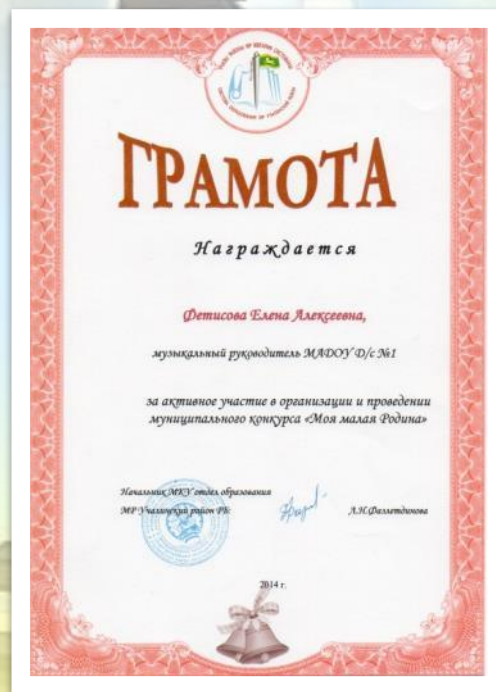 ГРАМОТА
Награждается
Фетисова Елена Алексеевна,
музыкальный руководитель МАДОУ Д/с №1
за активное участие в организации и проведении
муниципального конкурса «Моя малая Родина»
Начальник МКУ отдел образования
МР Учалинский район РБ: Л.Н.Фазлетдинова
2014 г.